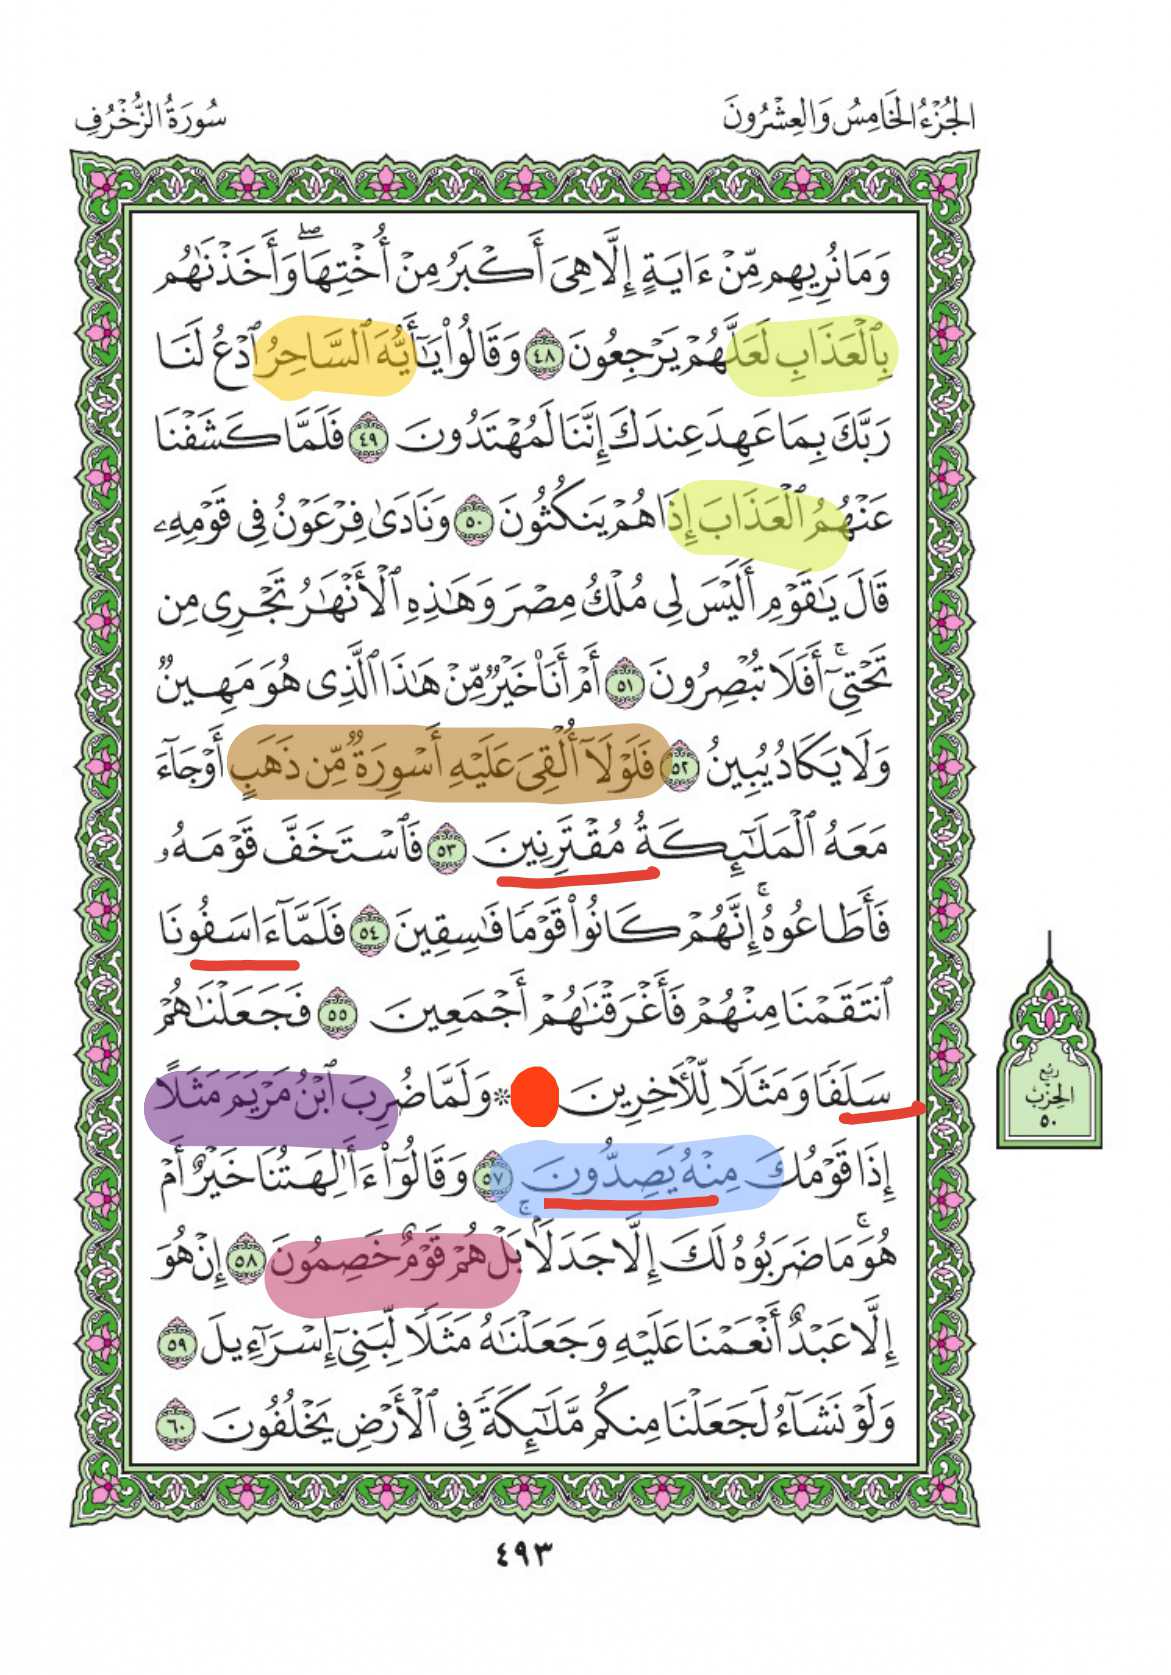 الجُزْءُ الخَامِسُ وَالعِشْرُونَ
سُورَةُ الزُّخْرُفِ
وَمَا نُرِيهِم مِّنْ ءَايَةٍ إِلَّا هِىَ أَكْبَرُ مِنْ أُخْتِهَاۖ وَأَخَذْنَٰهُم
بِٱلْعَذَابِ لَعَلَّهُمْ يَرْجِعُونَ ٤٨ وَقَالُوا۟ يَٰٓأَيُّهَ ٱلسَّاحِرُ ٱدْعُ لَنَا
رَبَّكَ بِمَا عَهِدَ عِندَكَ إِنَّنَا لَمُهْتَدُونَ ٤٩ فَلَمَّا كَشَفْنَا
عَنْهُمُ ٱلْعَذَابَ إِذَا هُمْ يَنكُثُونَ ٥٠ وَنَادَىٰ فِرْعَوْنُ فِى قَوْمِهِۦ
قَالَ يَٰقَوْمِ أَلَيْسَ لِى مُلْكُ مِصْرَ وَهَٰذِهِ ٱلْأَنْهَٰرُ تَجْرِى مِن
تَحْتِىٓۚ أَفَلَا تُبْصِرُونَ ٥١ أَمْ أَنَا۠ خَيْرٌ مِّنْ هَٰذَا ٱلَّذِى هُوَ مَهِينٌ
وَلَا يَكَادُ يُبِينُ ٥٢ فَلَوْلَآ أُلْقِىَ عَلَيْهِ أَسْوِرَةٌ مِّن ذَهَبٍ أَوْ جَآءَ
مَعَهُ ٱلْمَلَٰٓئِكَةُ مُقْتَرِنِينَ ٥٣ فَٱسْتَخَفَّ قَوْمَهُۥ
فَأَطَاعُوهُۚ إِنَّهُمْ كَانُوا۟ قَوْمًا فَٰسِقِينَ ٥٤ فَلَمَّآ ءَاسَفُونَا
ٱنتَقَمْنَا مِنْهُمْ فَأَغْرَقْنَٰهُمْ أَجْمَعِينَ ٥٥ فَجَعَلْنَٰهُمْ
سَلَفًا وَمَثَلًا لِّلْءَاخِرِينَ ۞ وَلَمَّا ضُرِبَ ٱبْنُ مَرْيَمَ مَثَلًا
إِذَا قَوْمُكَ مِنْهُ يَصِدُّونَ ٥٧ وَقَالُوٓا۟ ءَأَٰلِهَتُنَا خَيْرٌ أَمْ
هُوَۚ مَا ضَرَبُوهُ لَكَ إِلَّا جَدَلًۢاۚ بَلْ هُمْ قَوْمٌ خَصِمُونَ ٥٨ إِنْ هُوَ
إِلَّا عَبْدٌ أَنْعَمْنَا عَلَيْهِ وَجَعَلْنَٰهُ مَثَلًا لِّبَنِىٓ إِسْرَٰٓءِيلَ ٥٩
وَلَوْ نَشَآءُ لَجَعَلْنَا مِنكُم مَّلَٰٓئِكَةً فِى ٱلْأَرْضِ يَخْلُفُونَ ٦٠
رُبْعُ
الحِزْبِ
٥٠
٤٩٣